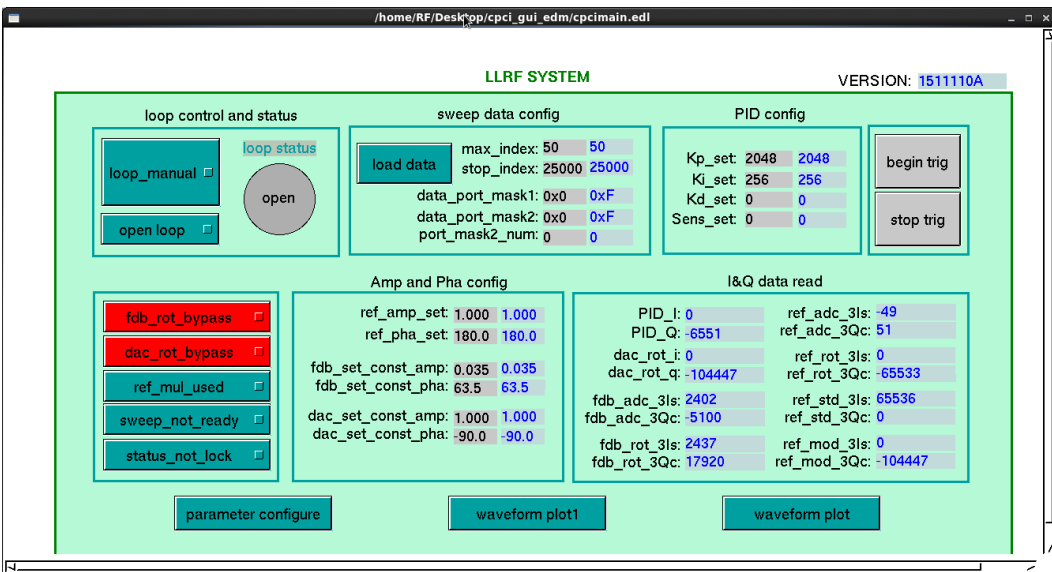 /home/RF/Desktop/cpci_gui_edm/cpcimain.edl
LLRF SYSTEM
VERSION: 1511110A
loop control and status
loop_manual
loop status
open
open loop
sweep data config
load data
max_index: 50 50
stop_index: 25000 25000
data_port_mask1: 0x0 0xF
data_port_mask2: 0x0 0xF
port_mask2_num: 0 0
PID config
Kp_set: 2048 2048
Ki_set: 256 256
Kd_set: 0 0
Sens_set: 0 0
begin trig
stop trig
fdb_rot_bypass
dac_rot_bypass
ref_mul_used
sweep_not_ready
status_not_lock
Amp and Pha config
ref_amp_set: 1.000 1.000
ref_pha_set: 180.0 180.0
fdb_set_const_amp: 0.035 0.035
fdb_set_const_pha: 63.5 63.5
dac_set_const_amp: 1.000 1.000
dac_set_const_pha: -90.0 -90.0
I&Q data read
PID_I: 0
PID_Q: -6551
dac_rot_i: 0
dac_rot_q: -104447
fdb_adc_3Is: 2402
fdb_adc_3Qc: -5100
fdb_rot_3Is: 2437
fdb_rot_3Qc: 17920
ref_adc_3Is: -49
ref_adc_3Qc: 51
ref_rot_3Is: 0
ref_rot_3Qc: -65533
ref_std_3Is: 65536
ref_std_3Qc: 0
ref_mod_3Is: 0
ref_mod_3Qc: -104447
parameter configure
waveform plot1
waveform plot